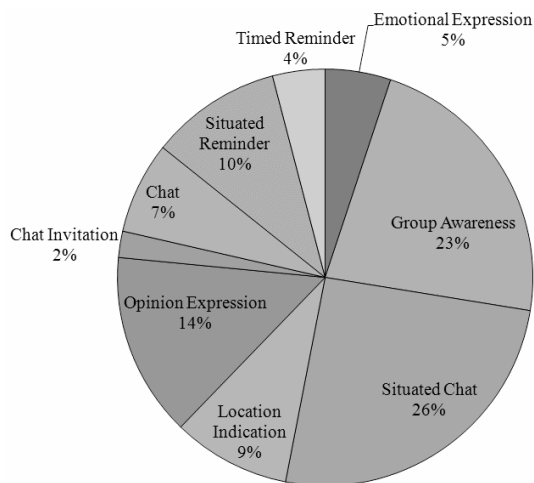 Emotional Expression
5%
Timed Reminder
4%
Situated
Reminder
10%
Chat
7%
Group Awareness
23%
Chat Invitation
2%
Opinion Expression
14%
Situated Chat
26%
Location
Indication
9%